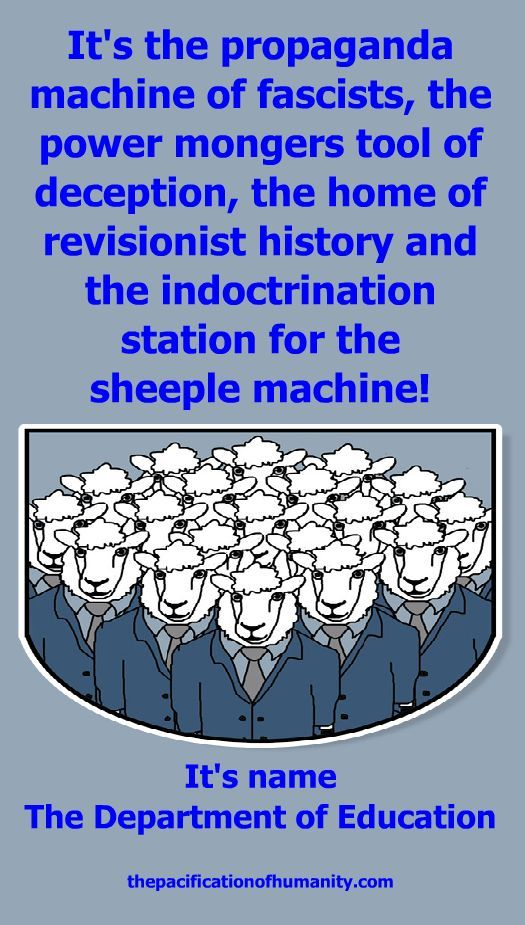 It's the propaganda
machine of fascists, the
power mongers tool of
deception, the home of
revisionist history and
the indoctrination
station for the
sheeple machine!
It's name
The Department of Education
thepacificationofhumanity.com